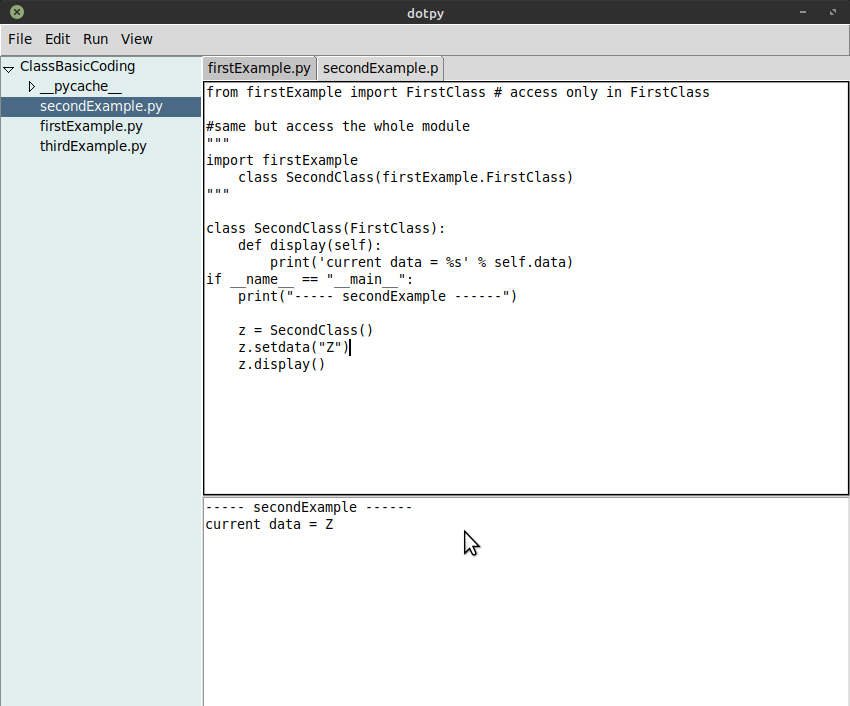 dotpy
File Edit Run View
ClassBasicCoding
__pycache__
secondExample.py
firstExample.py
thirdExample.py
firstExample.py secondExample.p
from firstExample import FirstClass # access only in FirstClass
#same but access the whole module
"""
import firstExample
    class SecondClass(firstExample.FirstClass)
"""
class SecondClass(FirstClass):
    def display(self):
        print('current data = %s' % self.data)
if __name__ == "__main__":
    print("----- secondExample ------")
    z = SecondClass()
    z.setdata("Z")
    z.display()
----- secondExample ------
current data = Z